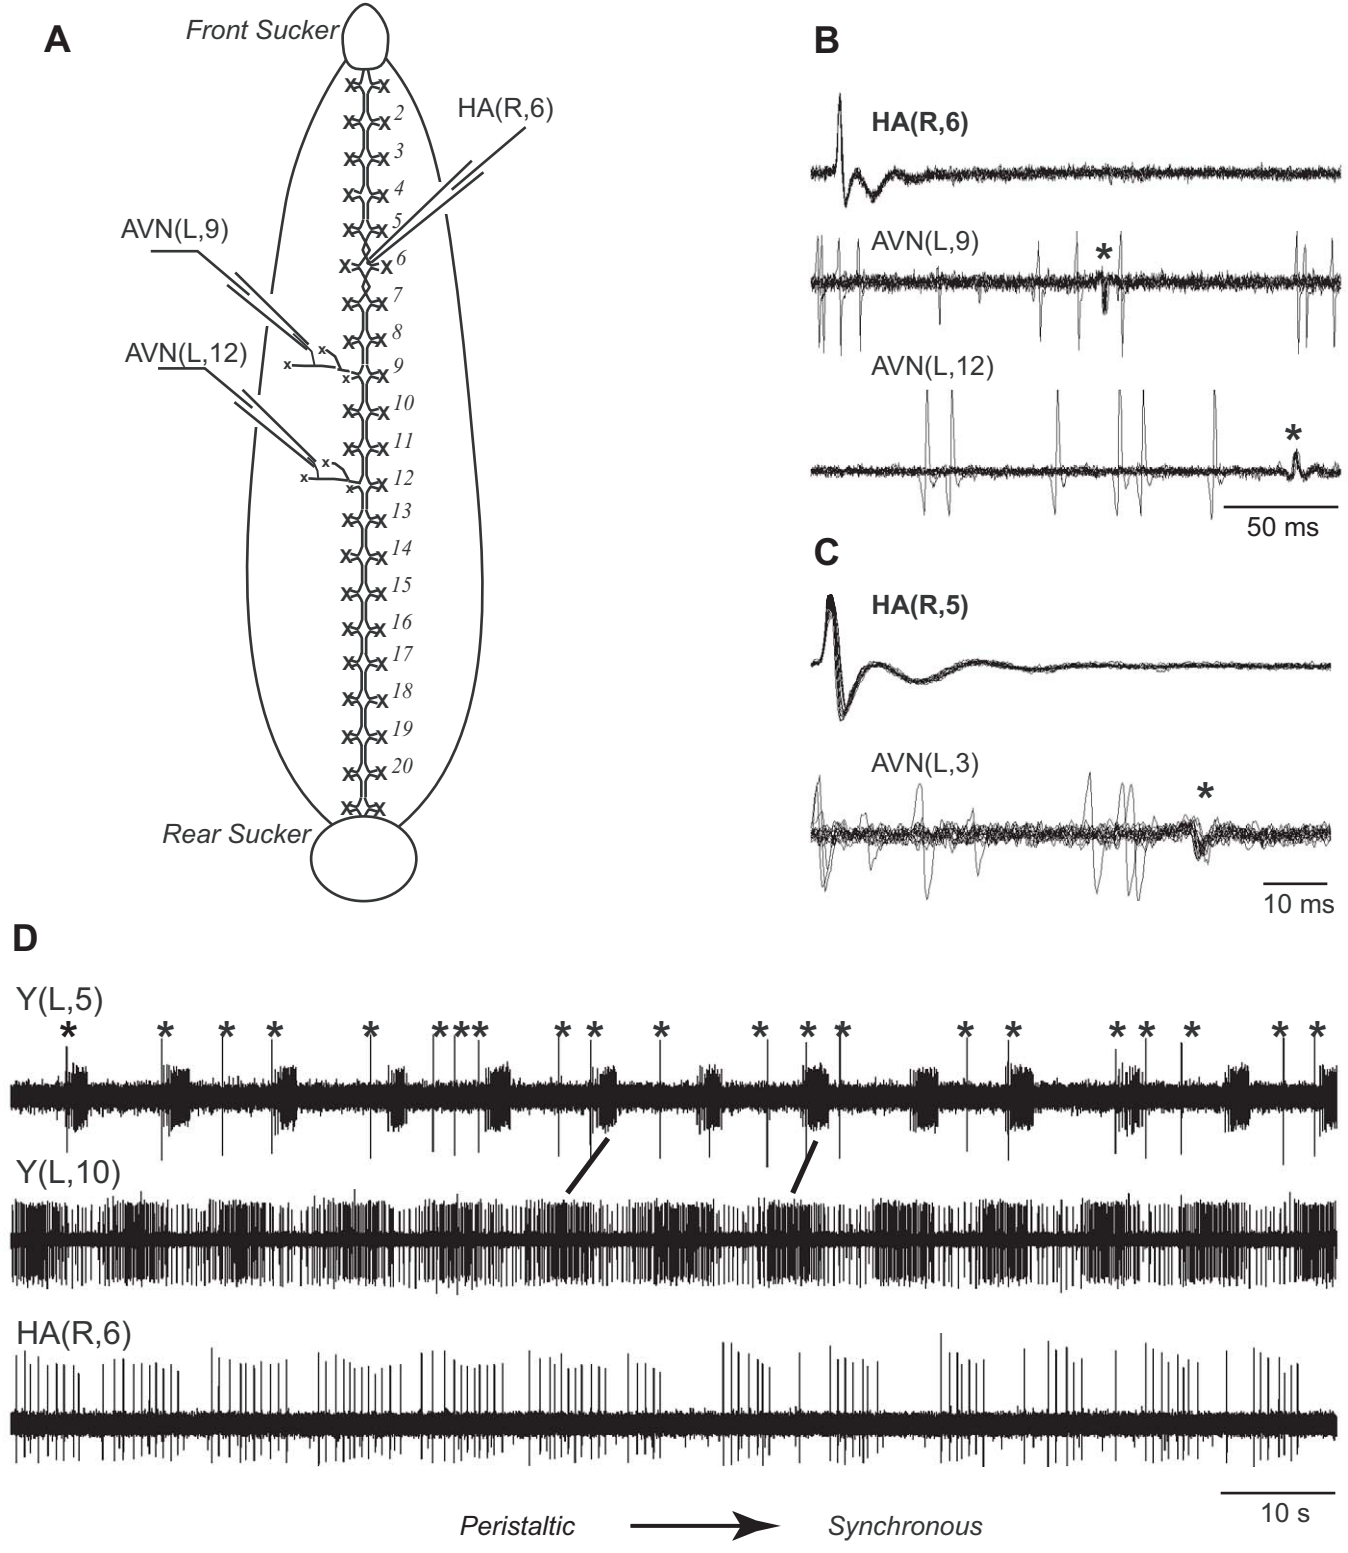 A
Front Sucker
HA(R,6)
AVN(L,9)
AVN(L,12)
2
3
4
5
6
7
8
9
10
11
12
13
14
15
16
17
18
19
20
Rear Sucker
B
HA(R,6)
AVN(L,9)
*
AVN(L,12)
*
50 ms
C
HA(R,5)
AVN(L,3)
*
10 ms
D
Y(L,5)
* * * * * * * * * * * * * * * * * * * * *
Y(L,10)
HA(R,6)
10 s
Peristaltic Synchronous